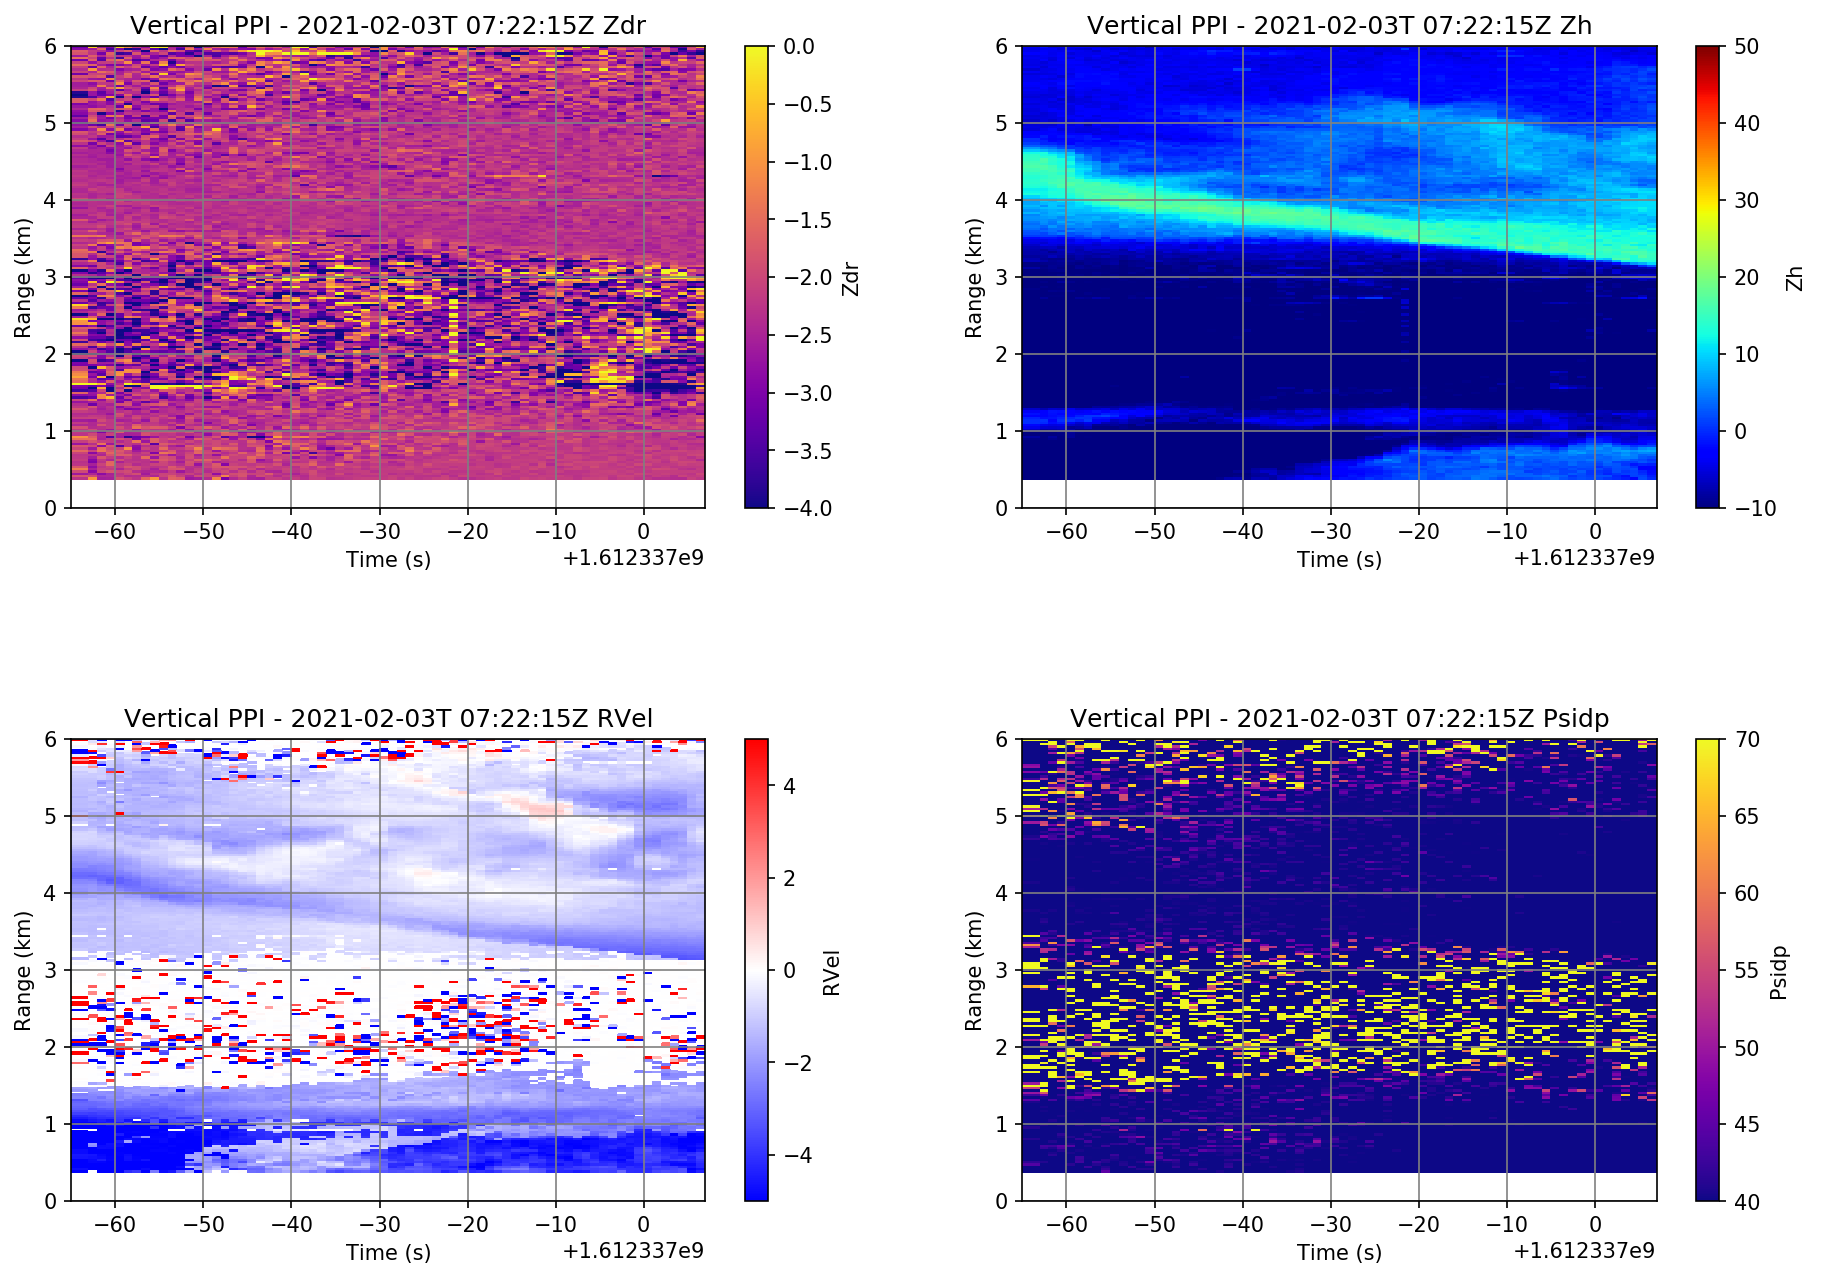 Vertical PPI - 2021-02-03T 07:22:15Z Zdr
6
5
4
3
2
1
0
Range (km)
−60 −50 −40 −30 −20 −10 0
Time (s)
+1.612337e9
0.0
−0.5
−1.0
−1.5
−2.0
−2.5
−3.0
−3.5
−4.0
Zdr
Vertical PPI - 2021-02-03T 07:22:15Z Zh
6
5
4
3
2
1
0
Range (km)
−60 −50 −40 −30 −20 −10 0
Time (s)
+1.612337e9
50
40
30
20
10
0
−10
Zh
Vertical PPI - 2021-02-03T 07:22:15Z RVel
6
5
4
3
2
1
0
Range (km)
−60 −50 −40 −30 −20 −10 0
Time (s)
+1.612337e9
4
2
0
−2
−4
RVel
Vertical PPI - 2021-02-03T 07:22:15Z Psidp
6
5
4
3
2
1
0
Range (km)
−60 −50 −40 −30 −20 −10 0
Time (s)
+1.612337e9
70
65
60
55
50
45
40
Psidp